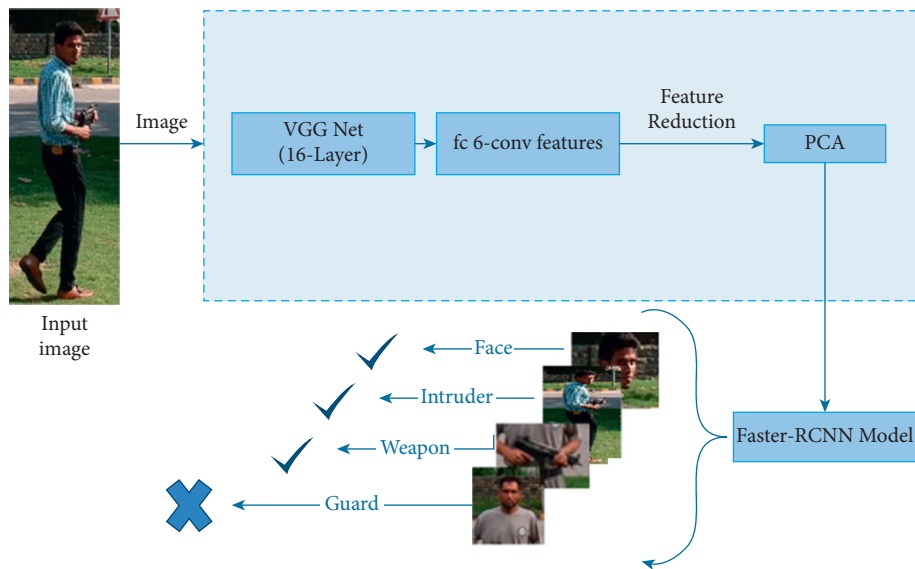 Image
VGG Net
(16-Layer)
fc 6-conv features
Feature
Reduction
PCA
Input
image
Face
Intruder
Weapon
Guard
Faster-RCNN Model